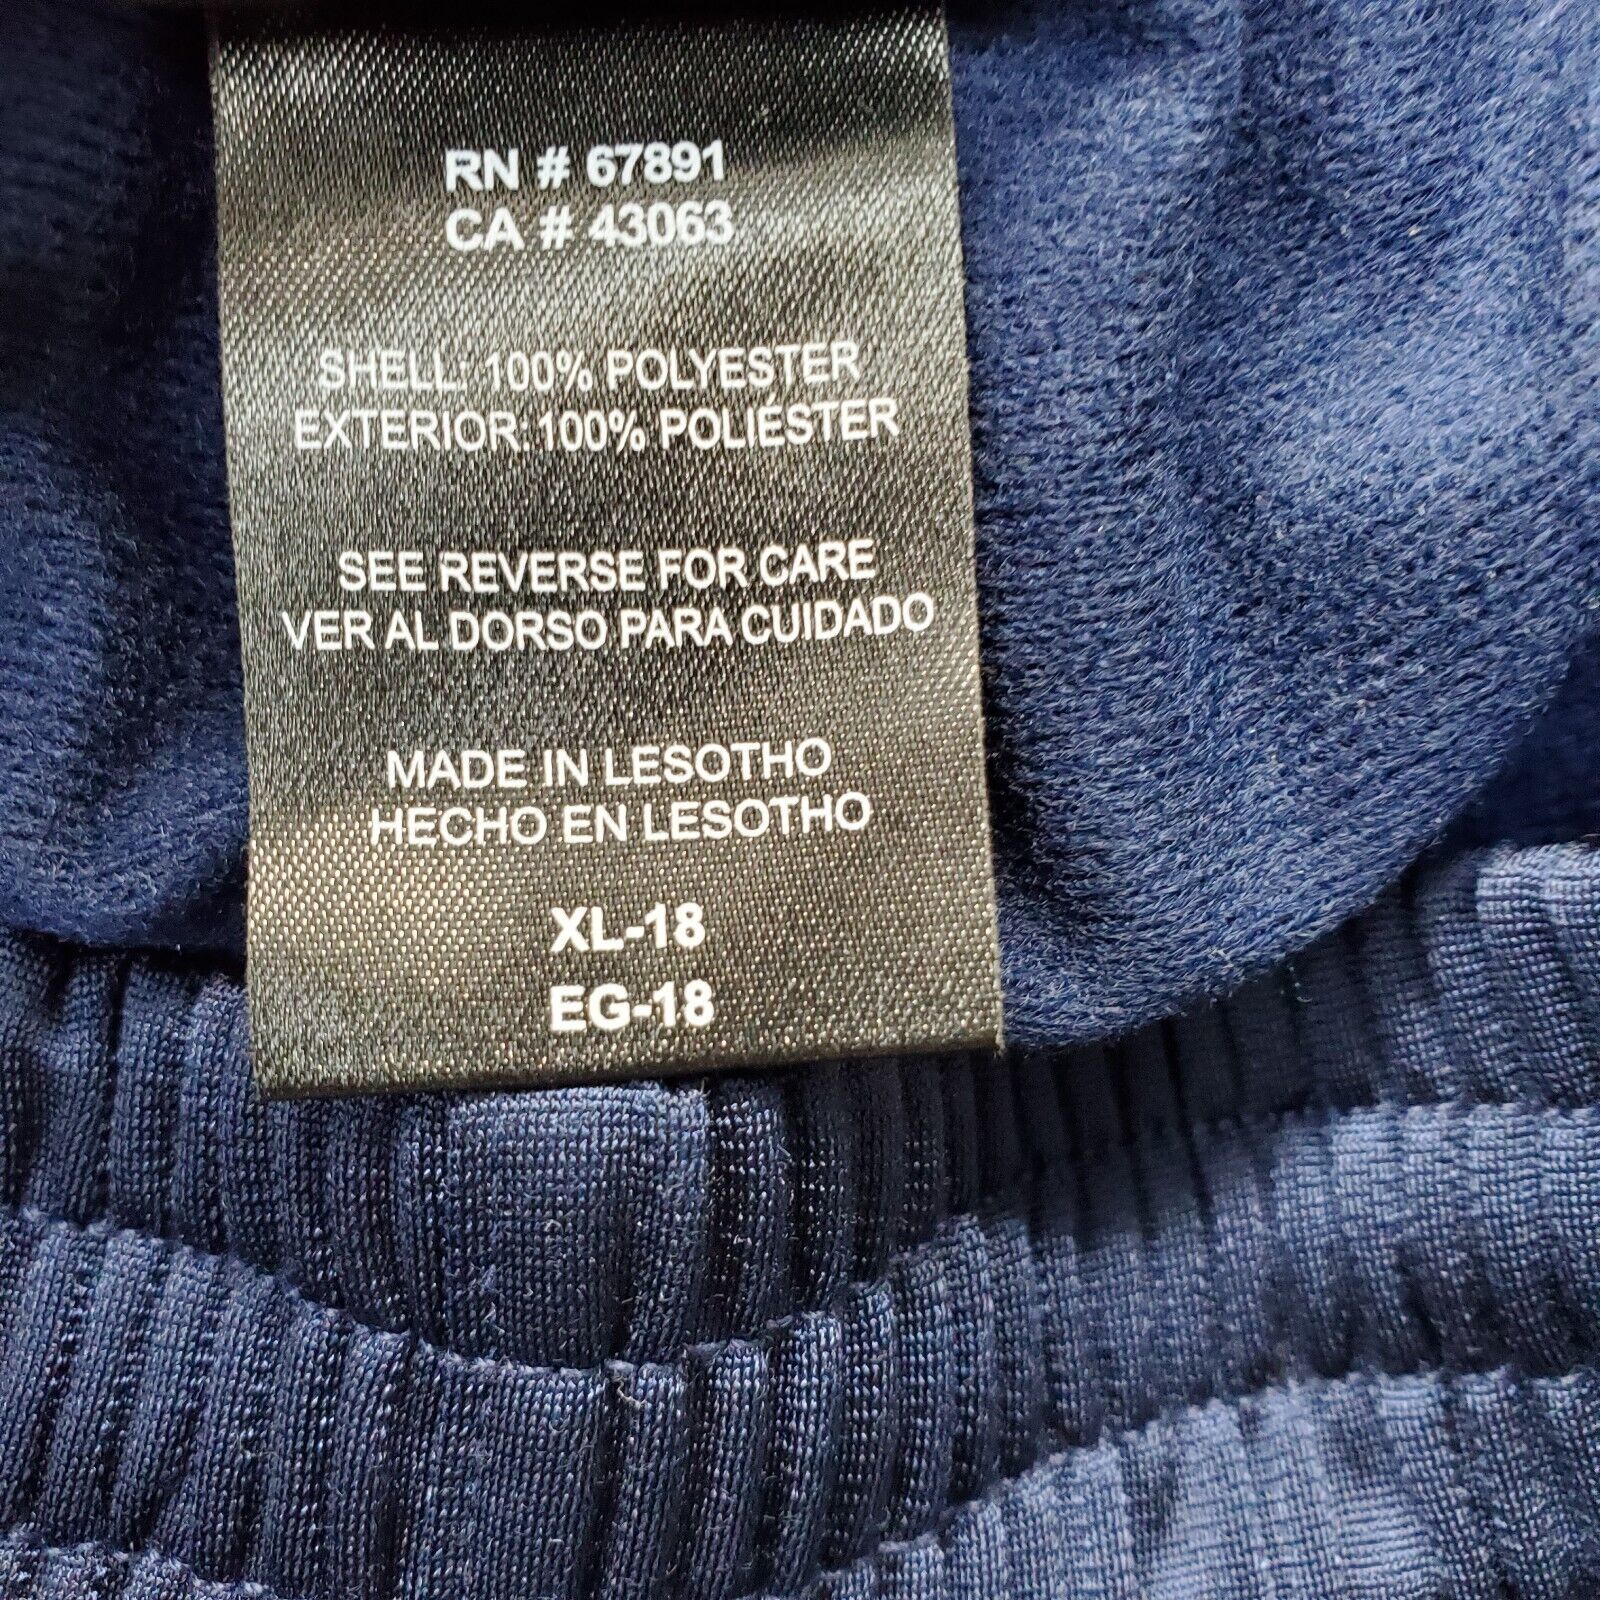 RN # 67891
CA # 43063
SHELL: 100% POLYESTER
EXTERIOR: 100% POLIÉSTER
SEE REVERSE FOR CARE
VER AL DORSO PARA CUIDADO
MADE IN LESOTHO
HECHO EN LESOTHO
XL-18
EG-18